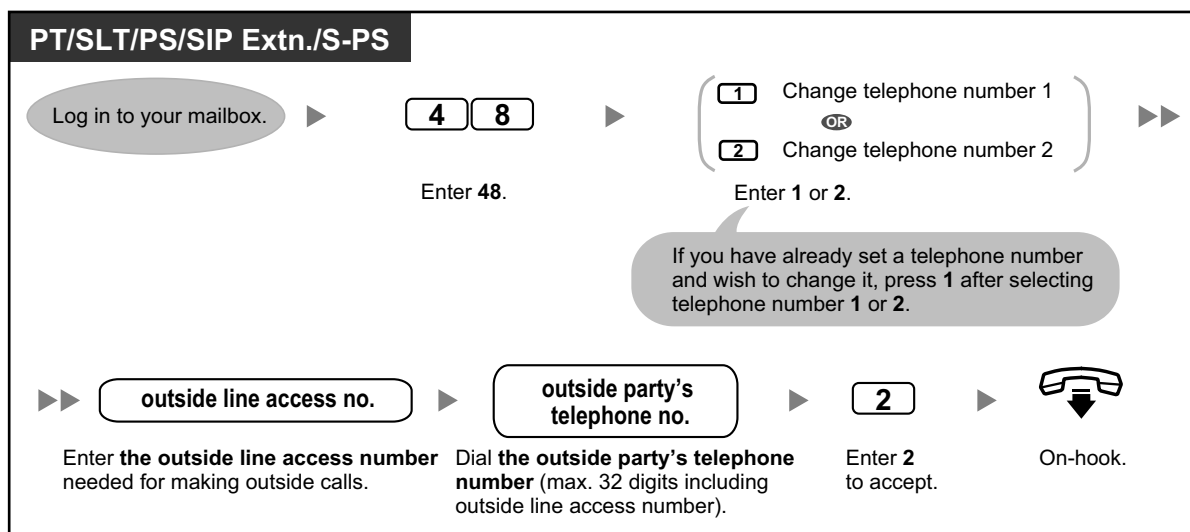 PT/SLT/PS/SIP Extn./S-PS
Log in to your mailbox.
4 8
Enter 48.
1 Change telephone number 1
OR
2 Change telephone number 2
Enter 1 or 2.
If you have already set a telephone number
and wish to change it, press 1 after selecting
telephone number 1 or 2.
outside line access no.
Enter the outside line access number
needed for making outside calls.
outside party's
telephone no.
Dial the outside party's telephone
number (max. 32 digits including
outside line access number).
2
Enter 2
to accept.
On-hook.